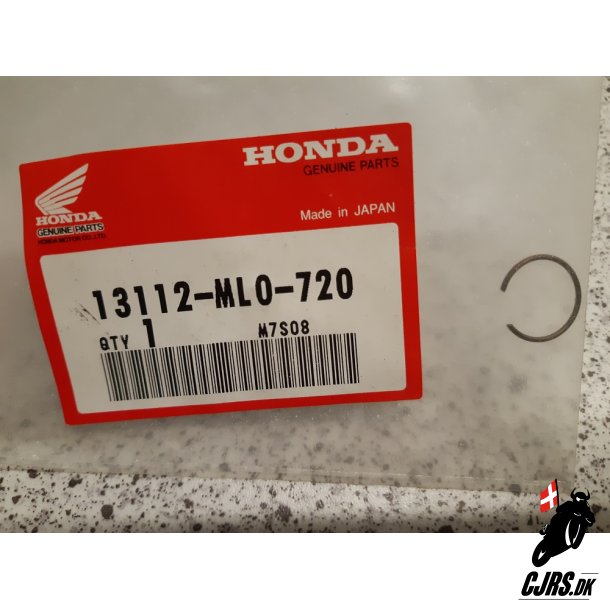 HONDA
GENUINE PARTS
HONDA
GENUINE PARTS
HONDA MOTOR CO.,LTD.
Made in JAPAN
13112-ML0-720
QTY 1 M7S08
CJRS.DK